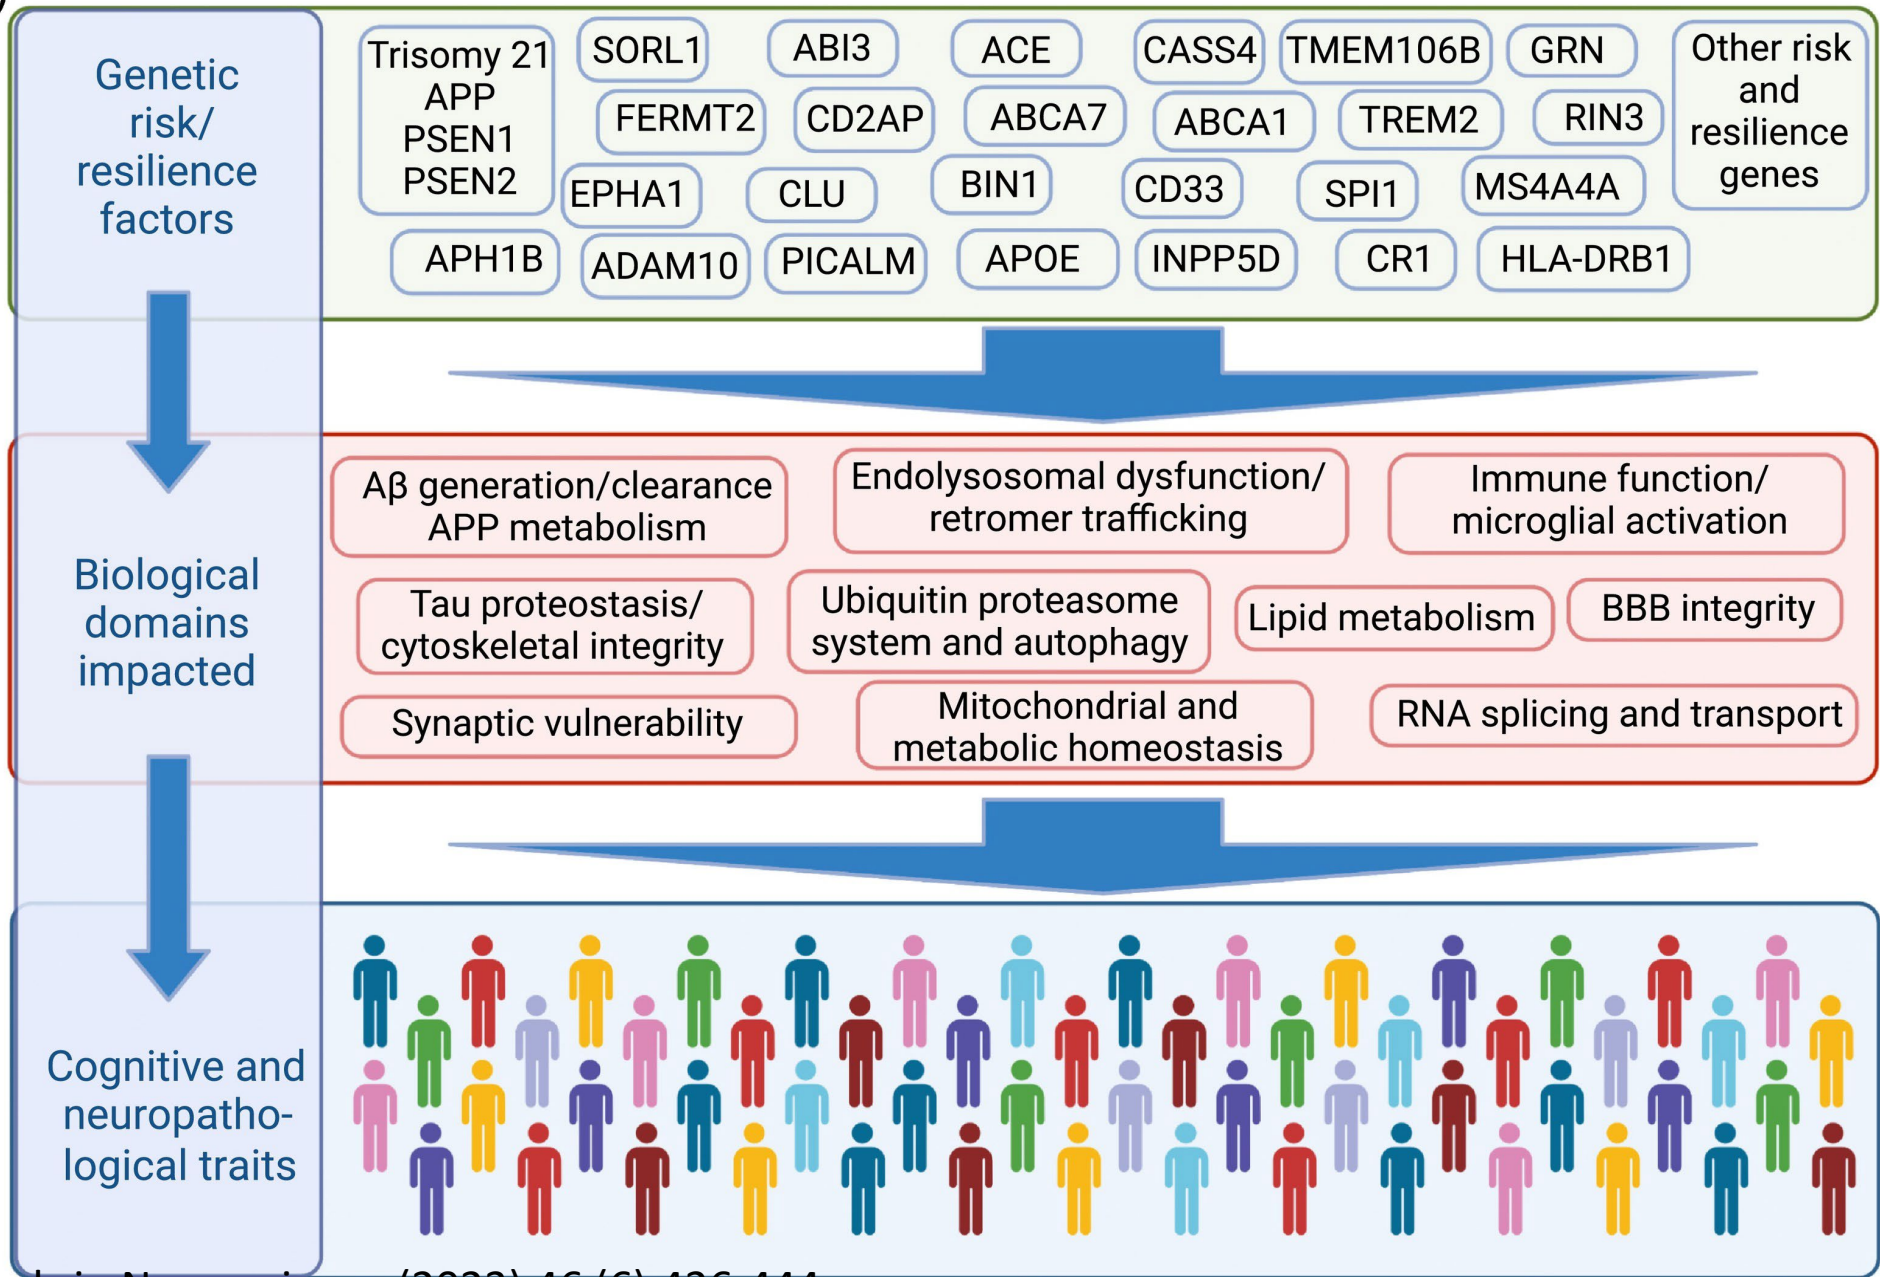 Genetic
risk/
resilience
factors
Trisomy 21
APP
PSEN1
PSEN2
SORL1
ABI3
ACE
CASS4
TMEM106B
GRN
Other risk
and
resilience
genes
FERMT2
CD2AP
ABCA7
ABCA1
TREM2
RIN3
EPHA1
CLU
BIN1
CD33
SPI1
MS4A4A
APH1B
ADAM10
PICALM
APOE
INPP5D
CR1
HLA-DRB1
Biological
domains
impacted
Aβ generation/clearance
APP metabolism
Endolysosomal dysfunction/
retromer trafficking
Immune function/
microglial activation
Tau proteostasis/
cytoskeletal integrity
Ubiquitin proteasome
system and autophagy
Lipid metabolism
BBB integrity
Synaptic vulnerability
Mitochondrial and
metabolic homeostasis
RNA splicing and transport
Cognitive and
neuropatho-
logical traits